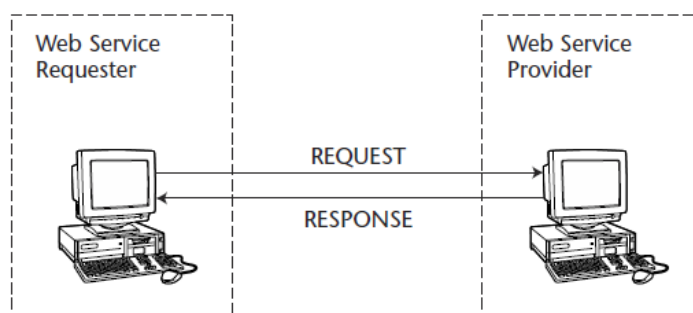 Web Service
Requester
Web Service
Provider
REQUEST
RESPONSE